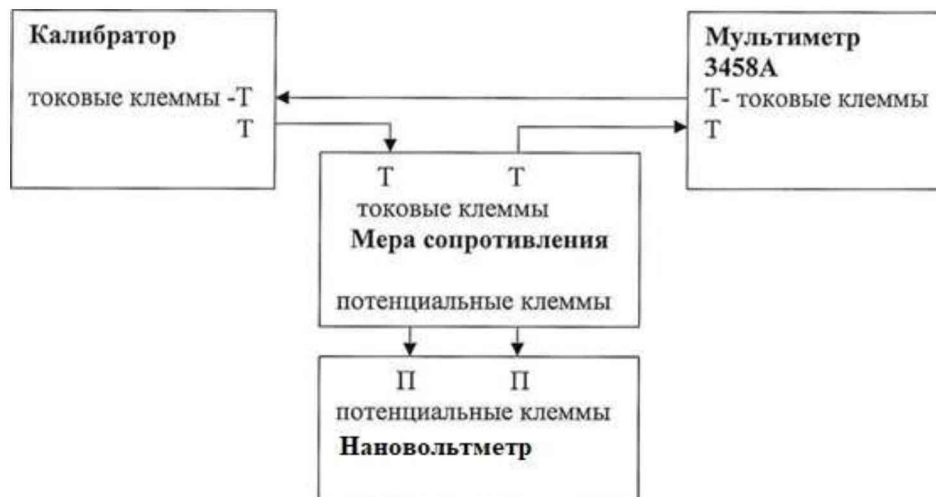 Калибратор
токовые клеммы -Т
Т
Мультиметр
3458А
Т- токовые клеммы
Т
Т Т
токовые клеммы
Мера сопротивления
потенциальные клеммы
П П
потенциальные клеммы
Нановольтметр